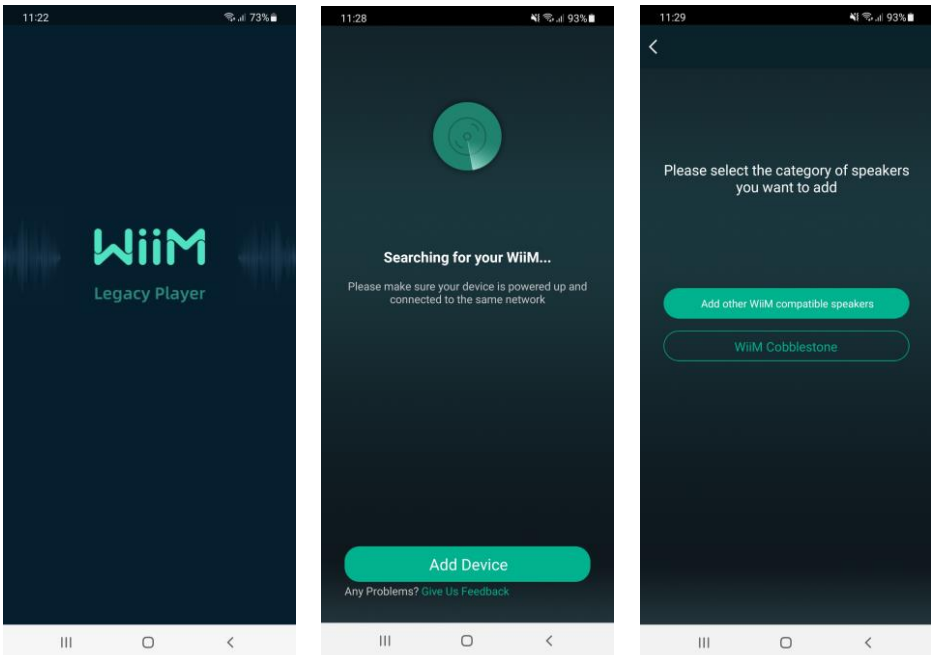 11:22
73%
WiiM
Legacy Player
11:28
93%
Searching for your WiiM...
Please make sure your device is powered up and
connected to the same network
Add Device
Any Problems? Give Us Feedback
11:29
93%
Please select the category of speakers
you want to add
Add other WiiM compatible speakers
WiiM Cobblestone